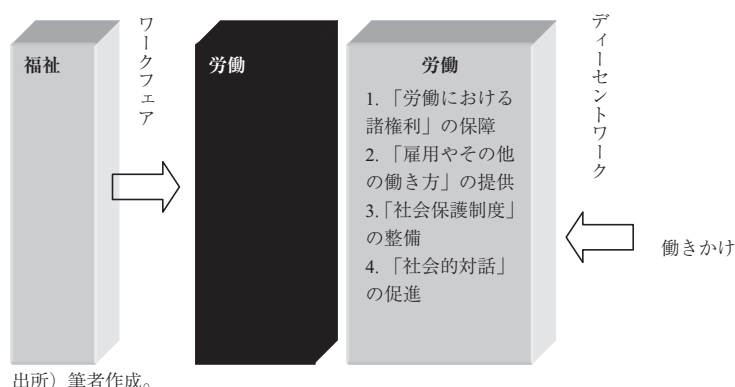 福祉
ワークフェア
労働
労働
1. 「労働における
諸権利」の保障
2. 「雇用やその他
の働き方」の提供
3.「社会保護制度」
の整備
4. 「社会的対話」
の促進
ディーセントワーク
働きかけ
出所）筆者作成。